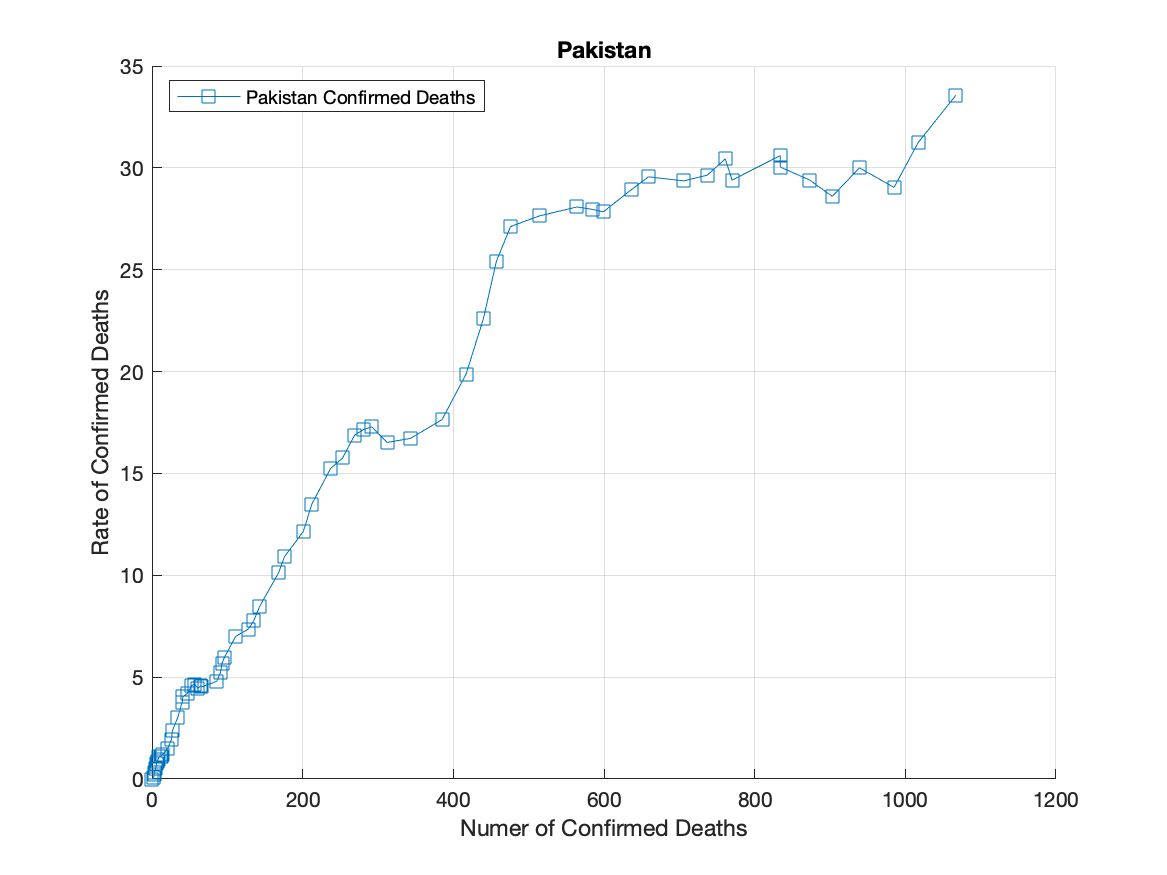 Pakistan
Pakistan Confirmed Deaths
35
30
25
20
15
10
5
0
Rate of Confirmed Deaths
0 200 400 600 800 1000 1200
Numer of Confirmed Deaths